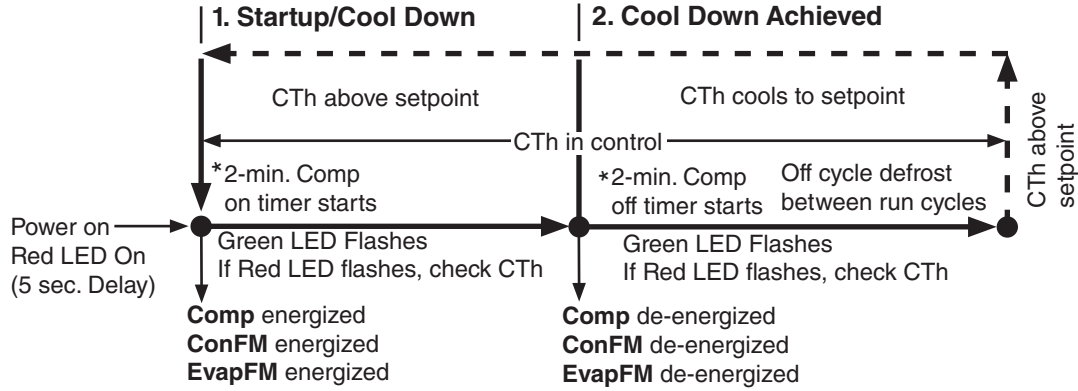 1. Startup/Cool Down
2. Cool Down Achieved
CTh above setpoint
CTh cools to setpoint
CTh in control
CTh above
setpoint
*2-min. Comp
on timer starts
*2-min. Comp
off timer starts
Off cycle defrost
between run cycles
Power on
Red LED On
(5 sec. Delay)
Green LED Flashes
If Red LED flashes, check CTh
Green LED Flashes
If Red LED flashes, check CTh
Comp energized
ConFM energized
EvapFM energized
Comp de-energized
ConFM de-energized
EvapFM de-energized